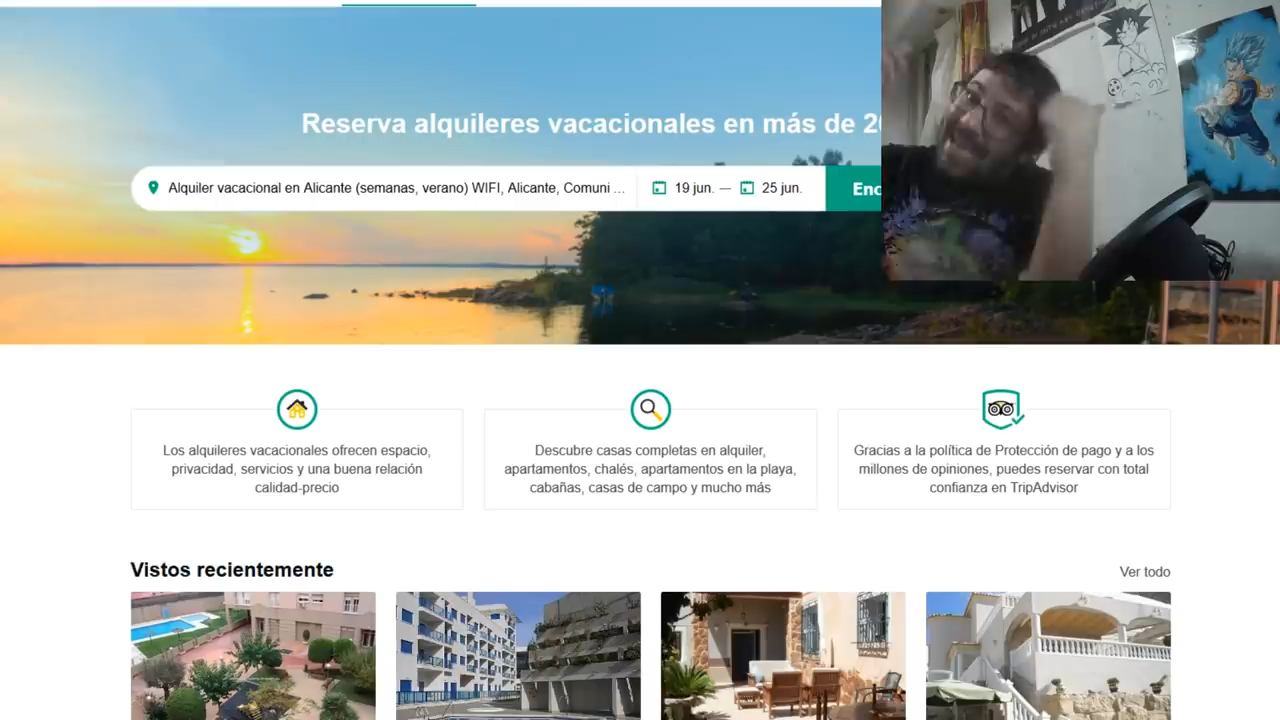 Reserva alquileres vacacionales en más de
Alquiler vacacional en Alicante (semanas, verano) WIFI, Alicante, Comuni ...
19 jun. — 25 jun.
Enc
Los alquileres vacacionales ofrecen espacio,
privacidad, servicios y una buena relación
calidad-precio
Descubre casas completas en alquiler,
apartamentos, chalés, apartamentos en la playa,
cabañas, casas de campo y mucho más
Gracias a la política de Protección de pago y a los
millones de opiniones, puedes reservar con total
confianza en TripAdvisor
Vistos recientemente
Ver todo